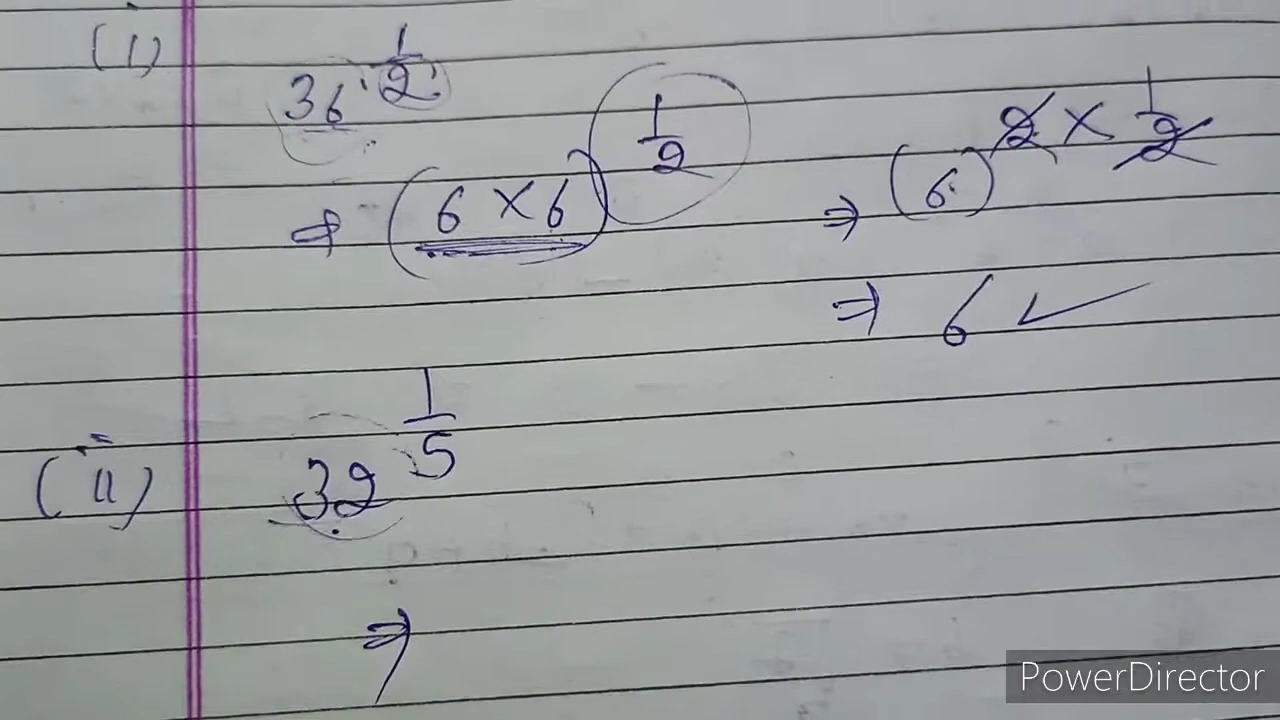 (i) 36^(1/2)
⇒ (6 × 6)^(1/2) ⇒ (6)^(2 × 1/2)
⇒ 6 ✓
(ii) 32^(1/5)
⇒
PowerDirector